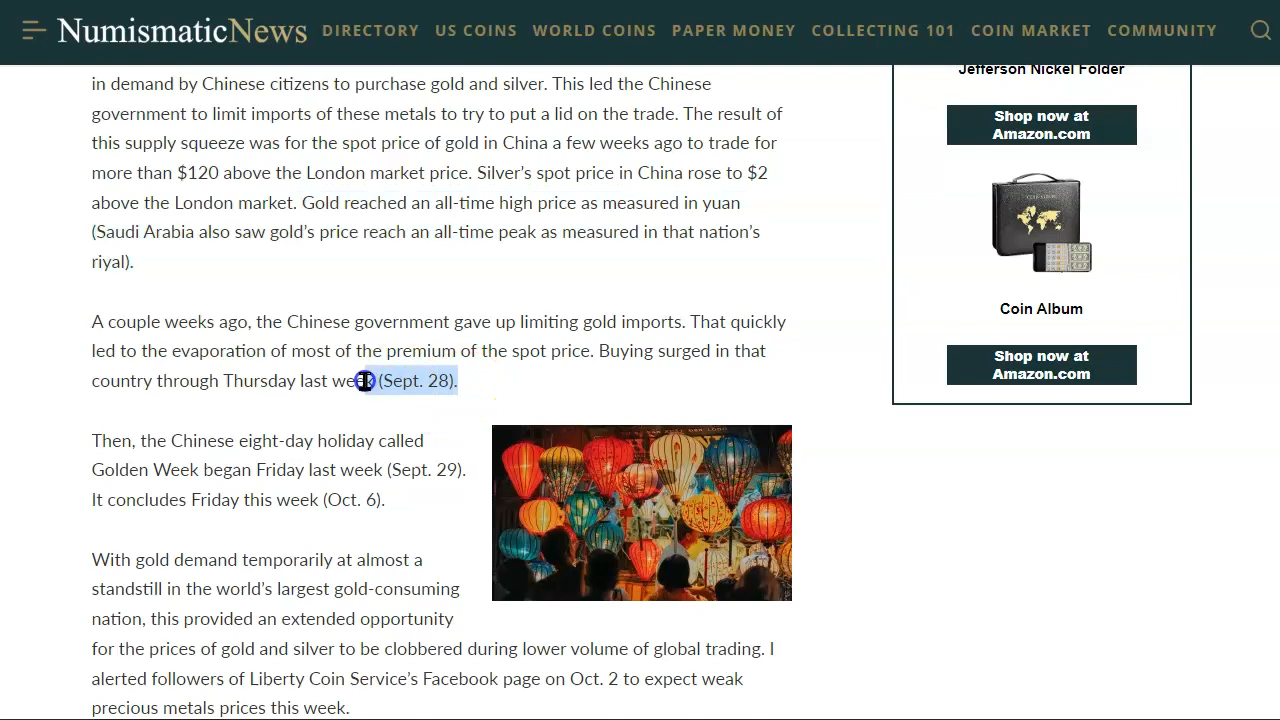 NumismaticNews DIRECTORY US COINS WORLD COINS PAPER MONEY COLLECTING 101 COIN MARKET COMMUNITY
in demand by Chinese citizens to purchase gold and silver. This led the Chinese
government to limit imports of these metals to try to put a lid on the trade. The result of
this supply squeeze was for the spot price of gold in China a few weeks ago to trade for
more than $120 above the London market price. Silver’s spot price in China rose to $2
above the London market. Gold reached an all-time high price as measured in yuan
(Saudi Arabia also saw gold’s price reach an all-time peak as measured in that nation’s
riyal).
A couple weeks ago, the Chinese government gave up limiting gold imports. That quickly
led to the evaporation of most of the premium of the spot price. Buying surged in that
country through Thursday last week (Sept. 28).
Then, the Chinese eight-day holiday called
Golden Week began Friday last week (Sept. 29).
It concludes Friday this week (Oct. 6).
With gold demand temporarily at almost a
standstill in the world’s largest gold-consuming
nation, this provided an extended opportunity
for the prices of gold and silver to be clobbered during lower volume of global trading. I
alerted followers of Liberty Coin Service’s Facebook page on Oct. 2 to expect weak
precious metals prices this week.
Jefferson Nickel Folder
Shop now at
Amazon.com
Coin Album
Shop now at
Amazon.com